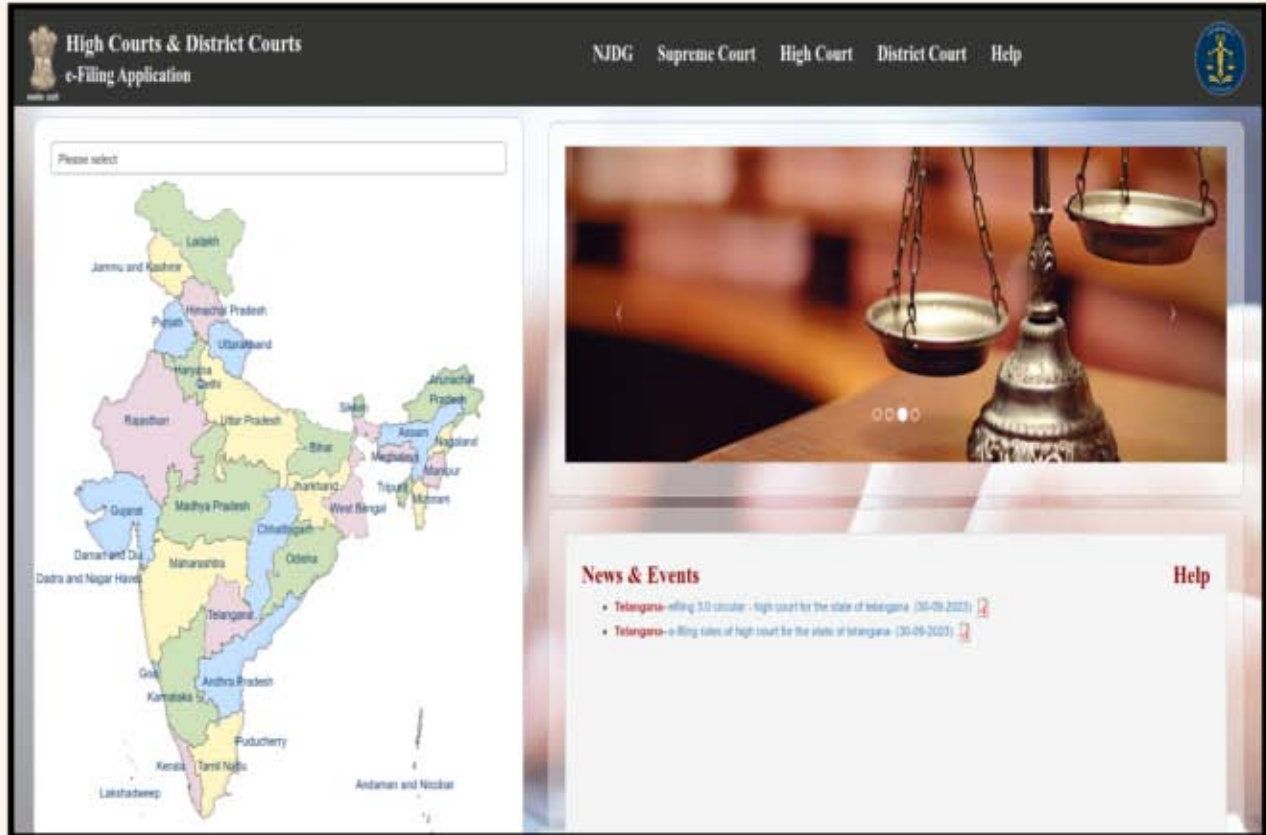 High Courts & District Courts
e-Filing Application
NJDG Supreme Court High Court District Court Help
Please select
Ladakh
Jammu and Kashmir
Himachal Pradesh
Punjab
Uttarakhand
Haryana
Delhi
Arunachal
Pradesh
Sikkim
Rajasthan
Uttar Pradesh
Assam
Nagaland
Bihar
Meghalaya
Manipur
Jharkhand
Tripura
Mizoram
Gujarat
Madhya Pradesh
West Bengal
Chhattisgarh
Daman and Diu
Maharashtra
Odisha
Dadra and Nagar Haveli
Telangana
Goa
Andhra Pradesh
Karnataka
Puducherry
Kerala
Tamil Nadu
Lakshadweep
Andaman and Nicobar
News & Events
Help
Telangana--efiling 3.0 circular - high court for the state of telangana (30-09-2023)
Telangana--e-filing rules of high court for the state of telangana (30-09-2023)